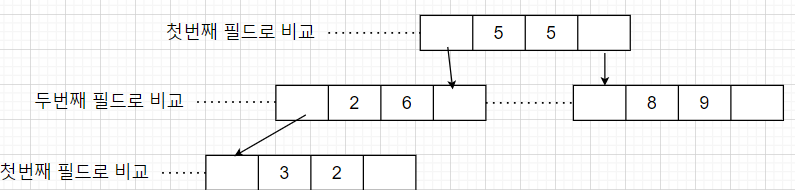 첫번째 필드로 비교 5 5
두번째 필드로 비교 2 6 8 9
첫번째 필드로 비교 3 2